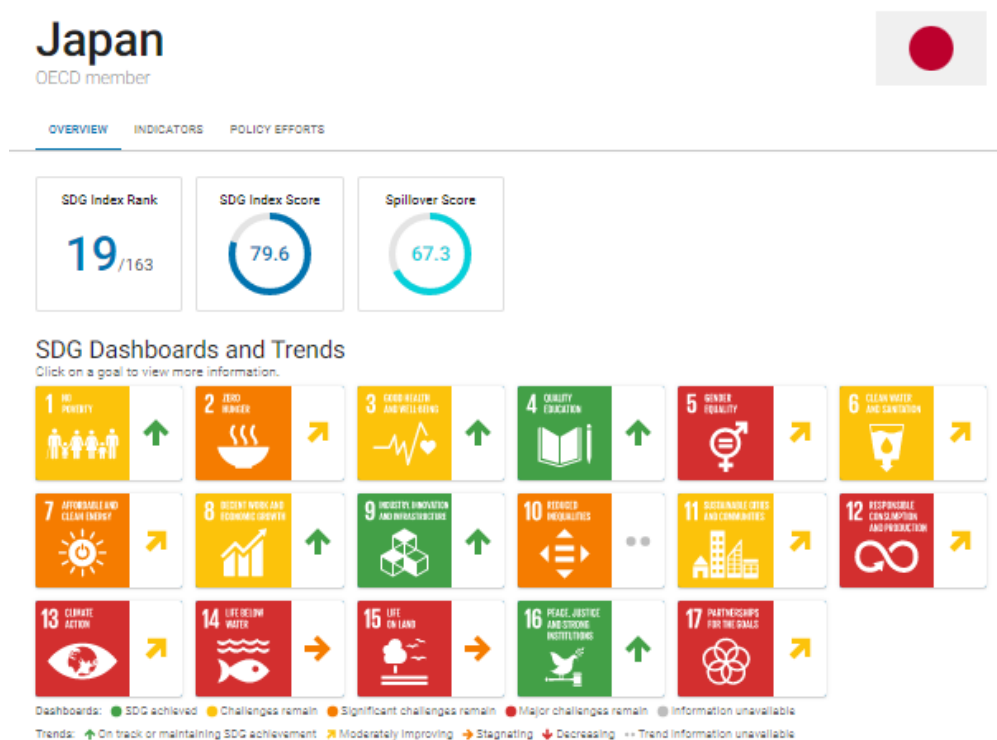 Japan
OECD member
OVERVIEW INDICATORS POLICY EFFORTS
SDG Index Rank
19/163
SDG Index Score
79.6
Spillover Score
67.3
SDG Dashboards and Trends
Click on a goal to view more information.
1 NO
POVERTY
2 ZERO
HUNGER
3 GOOD HEALTH
AND WELL-BEING
4 QUALITY
EDUCATION
5 GENDER
EQUALITY
6 CLEAN WATER
AND SANITATION
7 AFFORDABLE AND
CLEAN ENERGY
8 DECENT WORK AND
ECONOMIC GROWTH
9 INDUSTRY, INNOVATION
AND INFRASTRUCTURE
10 REDUCED
INEQUALITIES
11 SUSTAINABLE CITIES
AND COMMUNITIES
12 RESPONSIBLE
CONSUMPTION
AND PRODUCTION
13 CLIMATE
ACTION
14 LIFE BELOW
WATER
15 LIFE
ON LAND
16 PEACE, JUSTICE
AND STRONG
INSTITUTIONS
17 PARTNERSHIPS
FOR THE GOALS
Dashboards: SDG achieved Challenges remain Significant challenges remain Major challenges remain Information unavailable
Trends: On track or maintaining SDG achievement Moderately improving Stagnating Decreasing Trend information unavailable